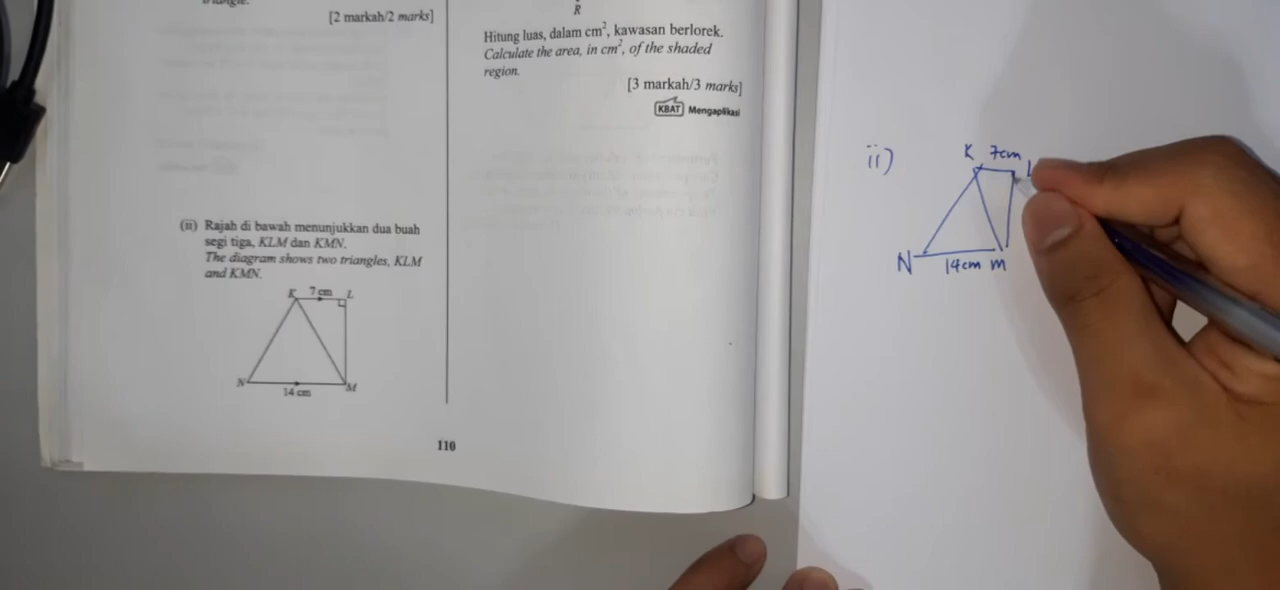 triangle.
[2 markah/2 marks]
(ii) Rajah di bawah menunjukkan dua buah
segi tiga, KLM dan KMN.
The diagram shows two triangles, KLM
and KMN.
K 7 cm L
N 14 cm M
R
Hitung luas, dalam cm², kawasan berlorek.
Calculate the area, in cm², of the shaded
region.
[3 markah/3 marks]
KBAT Mengaplikasi
110
ii)
K 7cm L
N 14cm M